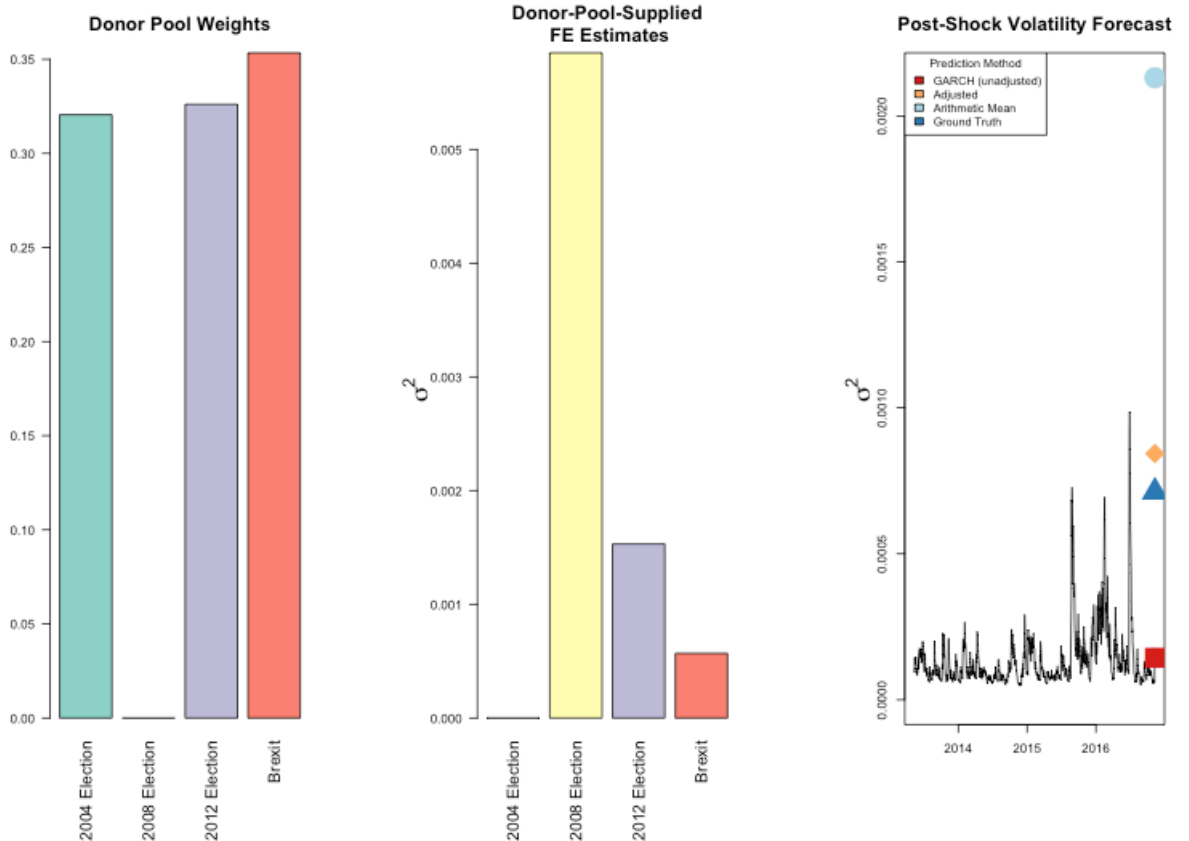 Donor Pool Weights
0.35
0.30
0.25
0.20
0.15
0.10
0.05
0.00
2004 Election
2008 Election
2012 Election
Brexit
Donor-Pool-Supplied
FE Estimates
σ²
0.005
0.004
0.003
0.002
0.001
0.000
2004 Election
2008 Election
2012 Election
Brexit
Post-Shock Volatility Forecast
Prediction Method
GARCH (unadjusted)
Adjusted
Arithmetic Mean
Ground Truth
σ²
0.0020
0.0015
0.0010
0.0005
0.0000
2014
2015
2016